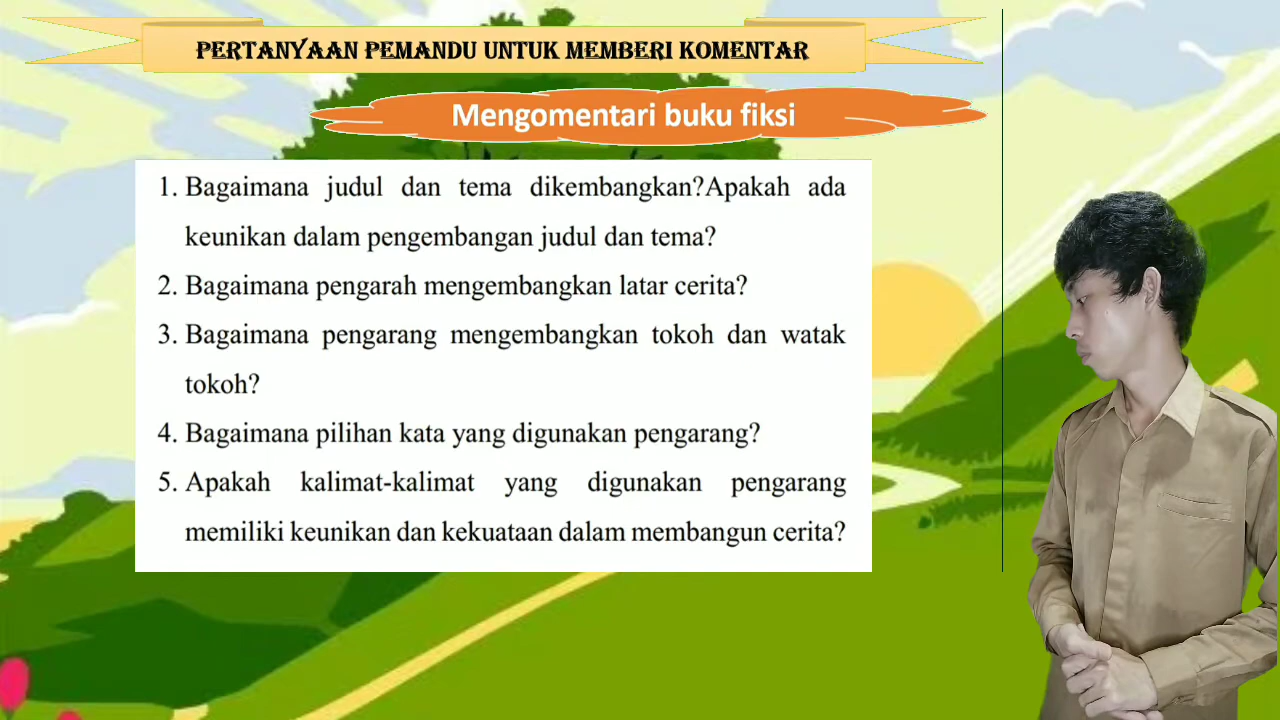 PERTANYAAN PEMANDU UNTUK MEMBERI KOMENTAR
Mengomentari buku fiksi
1. Bagaimana judul dan tema dikembangkan?Apakah ada
keunikan dalam pengembangan judul dan tema?
2. Bagaimana pengarah mengembangkan latar cerita?
3. Bagaimana pengarang mengembangkan tokoh dan watak
tokoh?
4. Bagaimana pilihan kata yang digunakan pengarang?
5. Apakah kalimat-kalimat yang digunakan pengarang
memiliki keunikan dan kekuataan dalam membangun cerita?